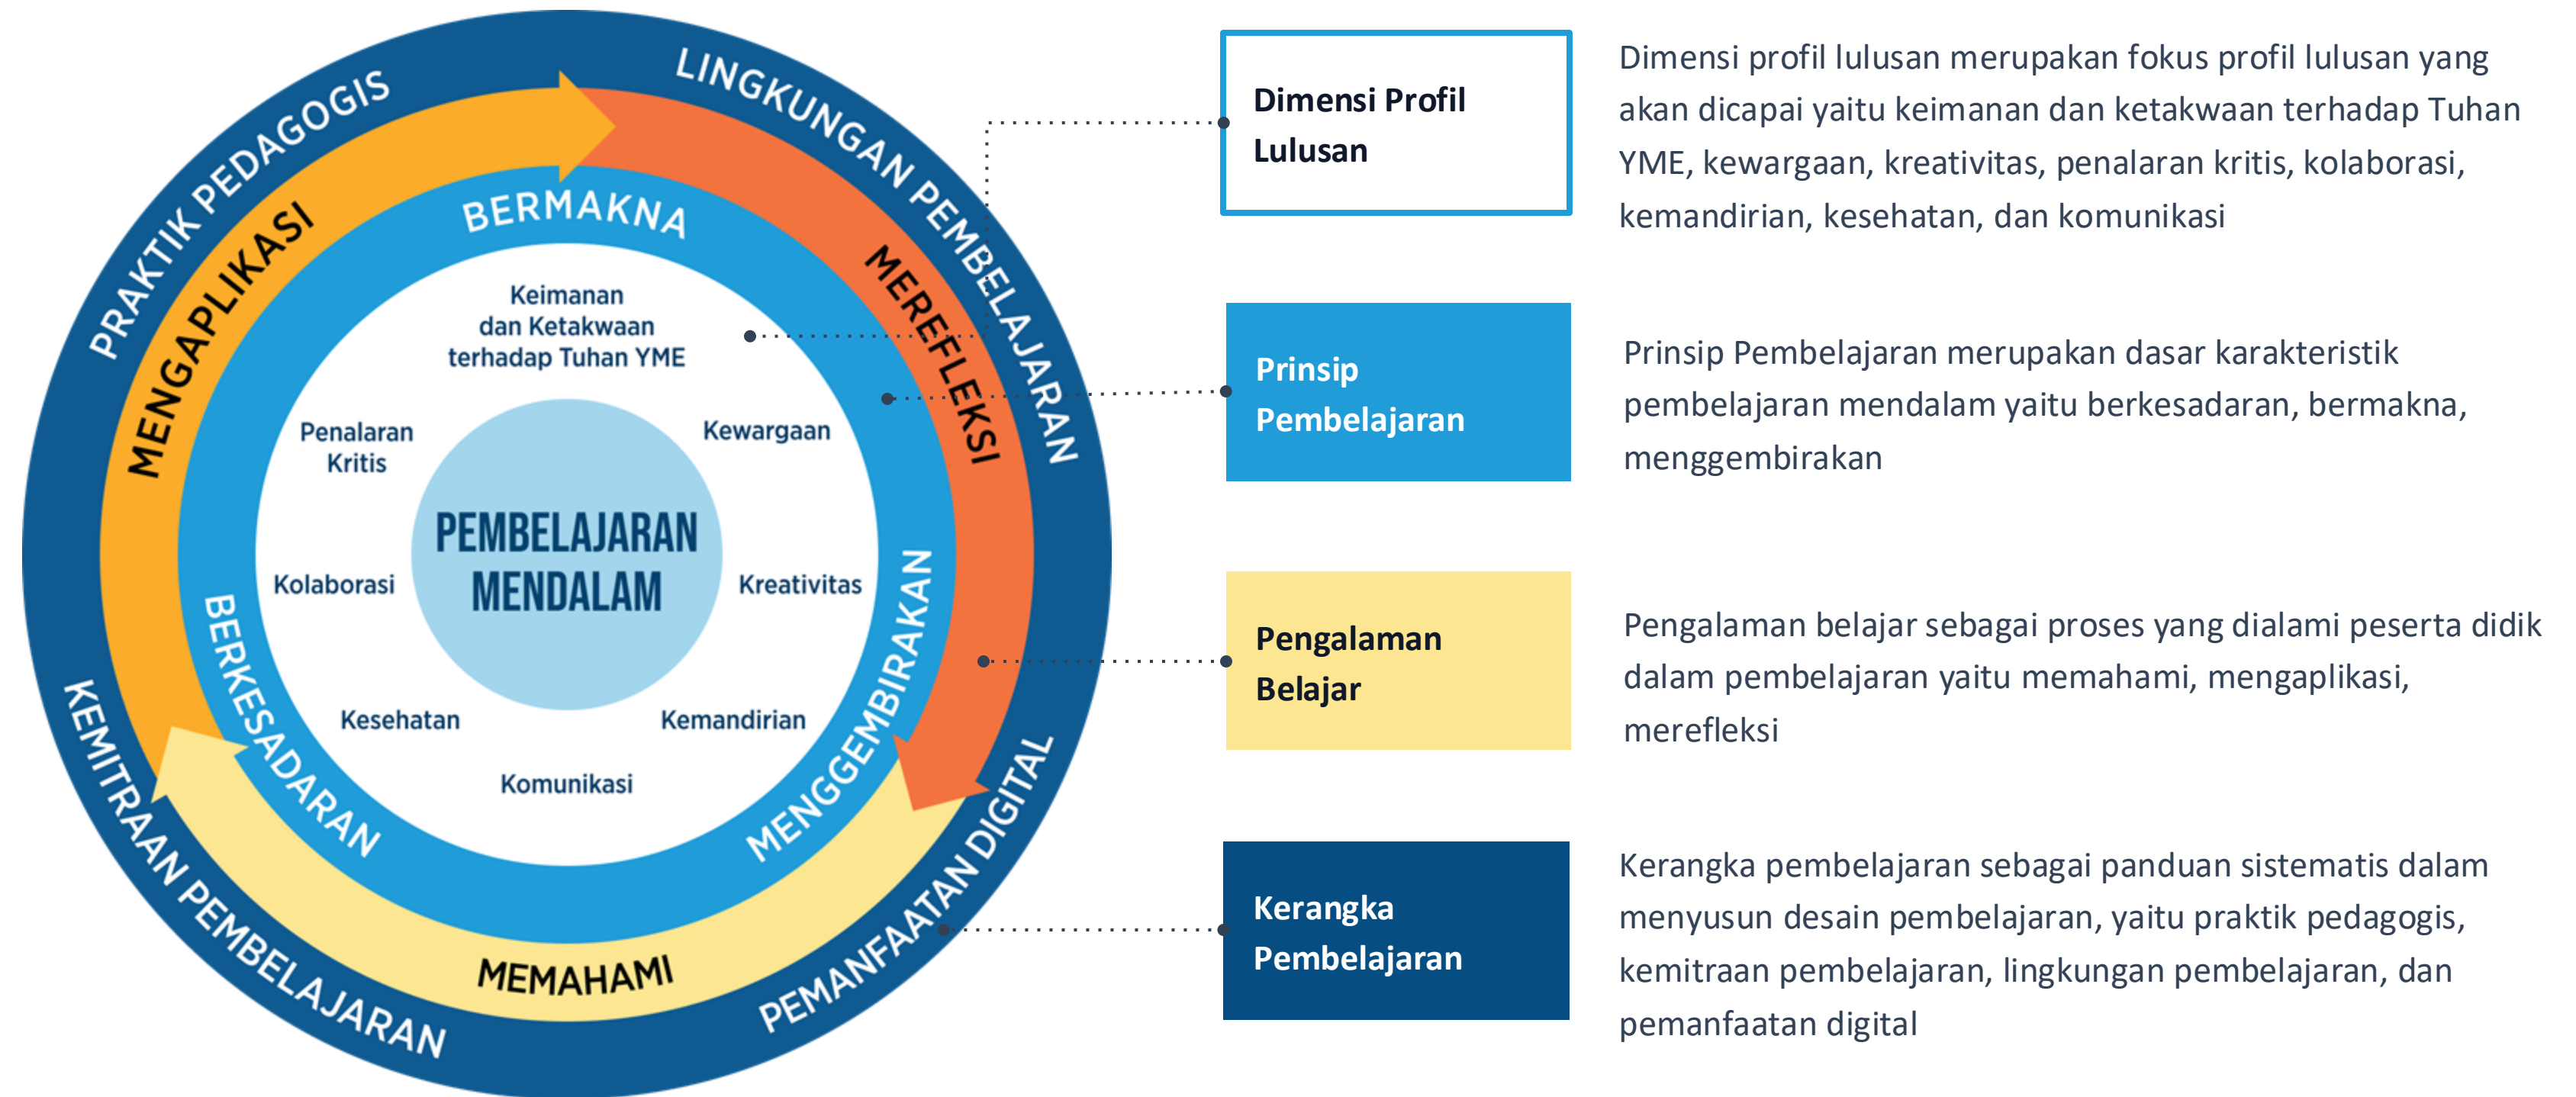 PRAKTIK PEDAGOGIS
LINGKUNGAN PEMBELAJARAN
PEMANFAATAN DIGITAL
KEMITRAAN PEMBELAJARAN
MENGAPLIKASI
MEREFLEKSI
MEMAHAMI
BERMAKNA
MENGGEMBIRAKAN
BERKESADARAN
Keimanan
dan Ketakwaan
terhadap Tuhan YME
Kewargaan
Kreativitas
Kemandirian
Komunikasi
Kesehatan
Kolaborasi
Penalaran
Kritis
PEMBELAJARAN
MENDALAM
Dimensi Profil
Lulusan
Dimensi profil lulusan merupakan fokus profil lulusan yang
akan dicapai yaitu keimanan dan ketakwaan terhadap Tuhan
YME, kewargaan, kreativitas, penalaran kritis, kolaborasi,
kemandirian, kesehatan, dan komunikasi
Prinsip
Pembelajaran
Prinsip Pembelajaran merupakan dasar karakteristik
pembelajaran mendalam yaitu berkesadaran, bermakna,
menggembirakan
Pengalaman
Belajar
Pengalaman belajar sebagai proses yang dialami peserta didik
dalam pembelajaran yaitu memahami, mengaplikasi,
merefleksi
Kerangka
Pembelajaran
Kerangka pembelajaran sebagai panduan sistematis dalam
menyusun desain pembelajaran, yaitu praktik pedagogis,
kemitraan pembelajaran, lingkungan pembelajaran, dan
pemanfaatan digital